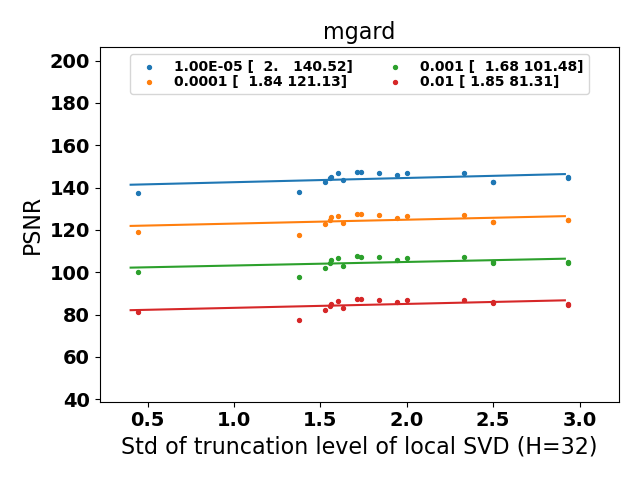 mgard
1.00E-05 [  2.   140.52]
0.0001 [  1.84 121.13]
0.001 [  1.68 101.48]
0.01 [ 1.85 81.31]
200
180
160
140
120
100
80
60
40
PSNR
0.5 1.0 1.5 2.0 2.5 3.0
Std of truncation level of local SVD (H=32)